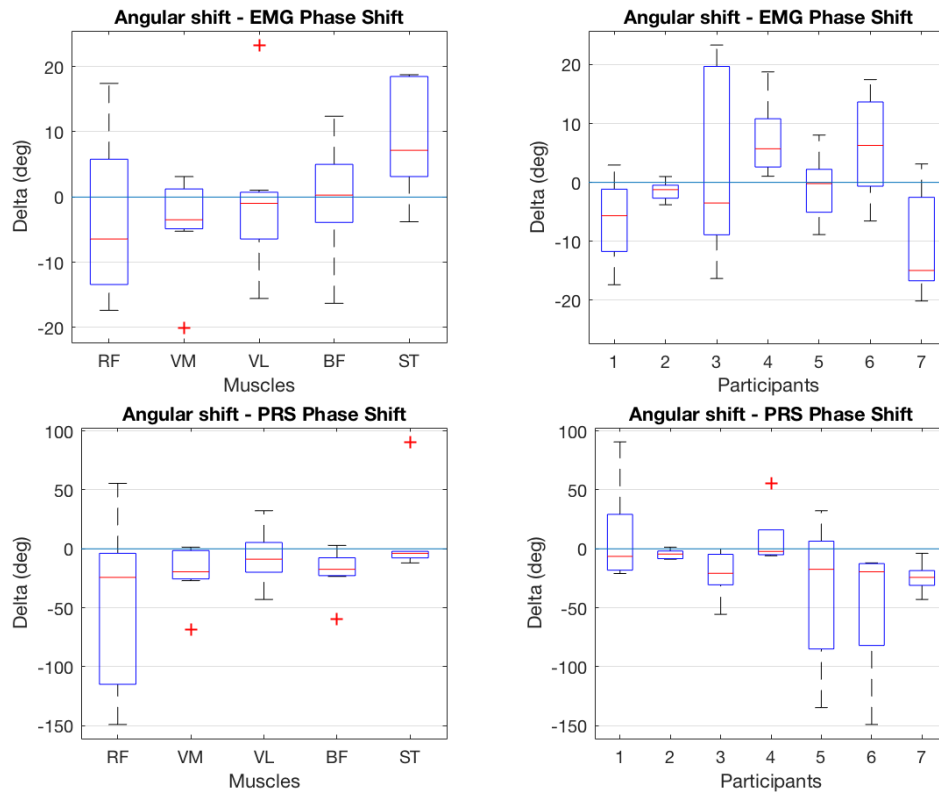 Angular shift - EMG Phase Shift
Delta (deg)
20
10
0
-10
-20
RF VM VL BF ST
Muscles
Angular shift - EMG Phase Shift
Delta (deg)
20
10
0
-10
-20
1 2 3 4 5 6 7
Participants
Angular shift - PRS Phase Shift
Delta (deg)
100
50
0
-50
-100
-150
RF VM VL BF ST
Muscles
Angular shift - PRS Phase Shift
Delta (deg)
100
50
0
-50
-100
-150
1 2 3 4 5 6 7
Participants